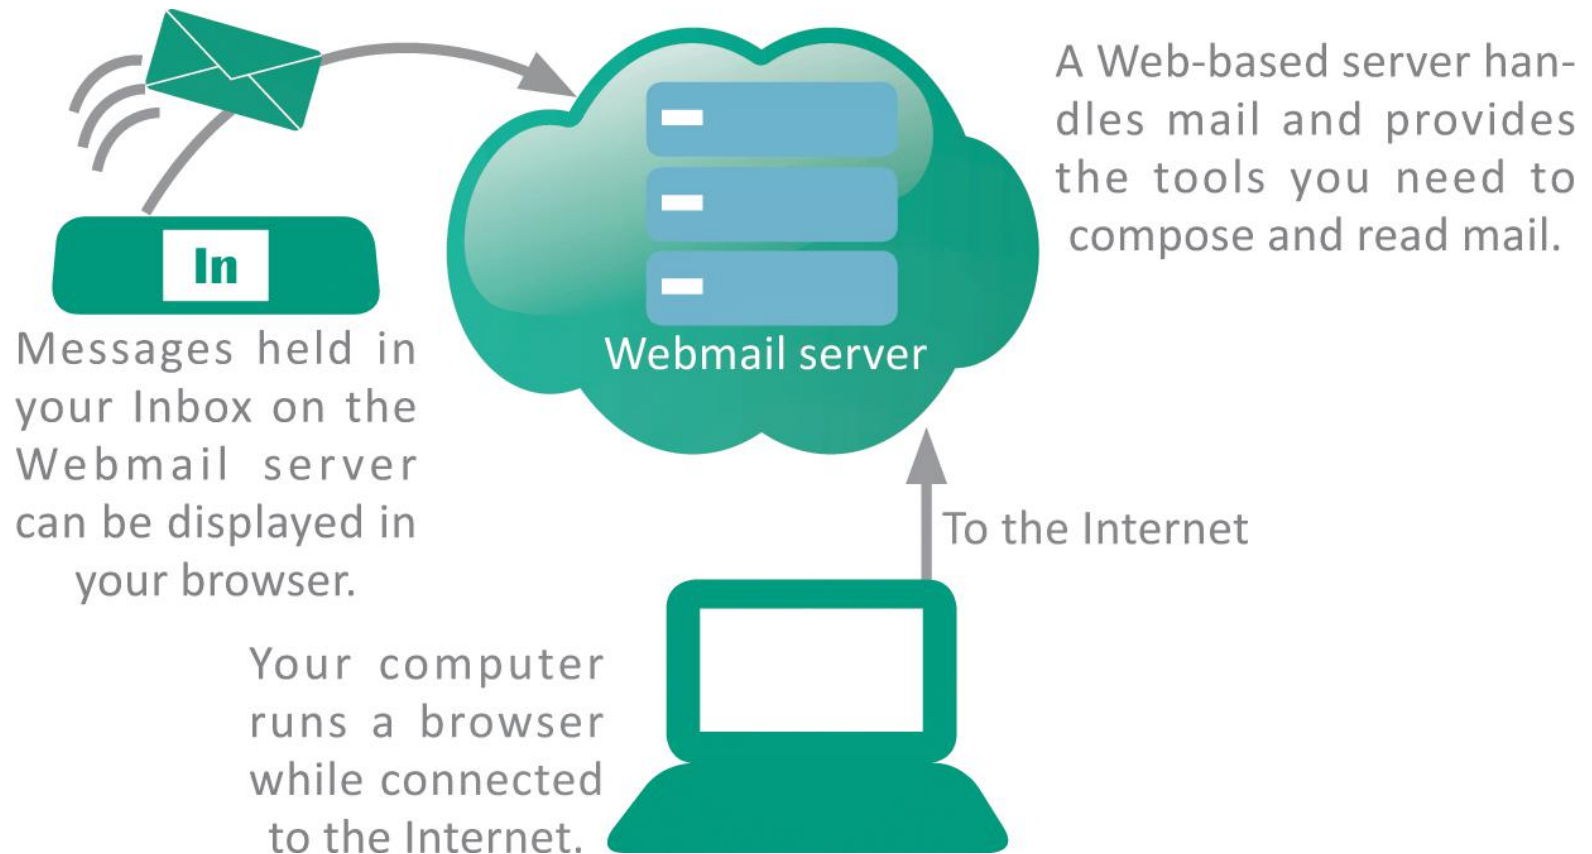 A Web-based server han-
dles mail and provides
the tools you need to
compose and read mail.
In
Webmail server
Messages held in
your Inbox on the
Webmail server
can be displayed in
your browser.
To the Internet
Your computer
runs a browser
while connected
to the Internet.